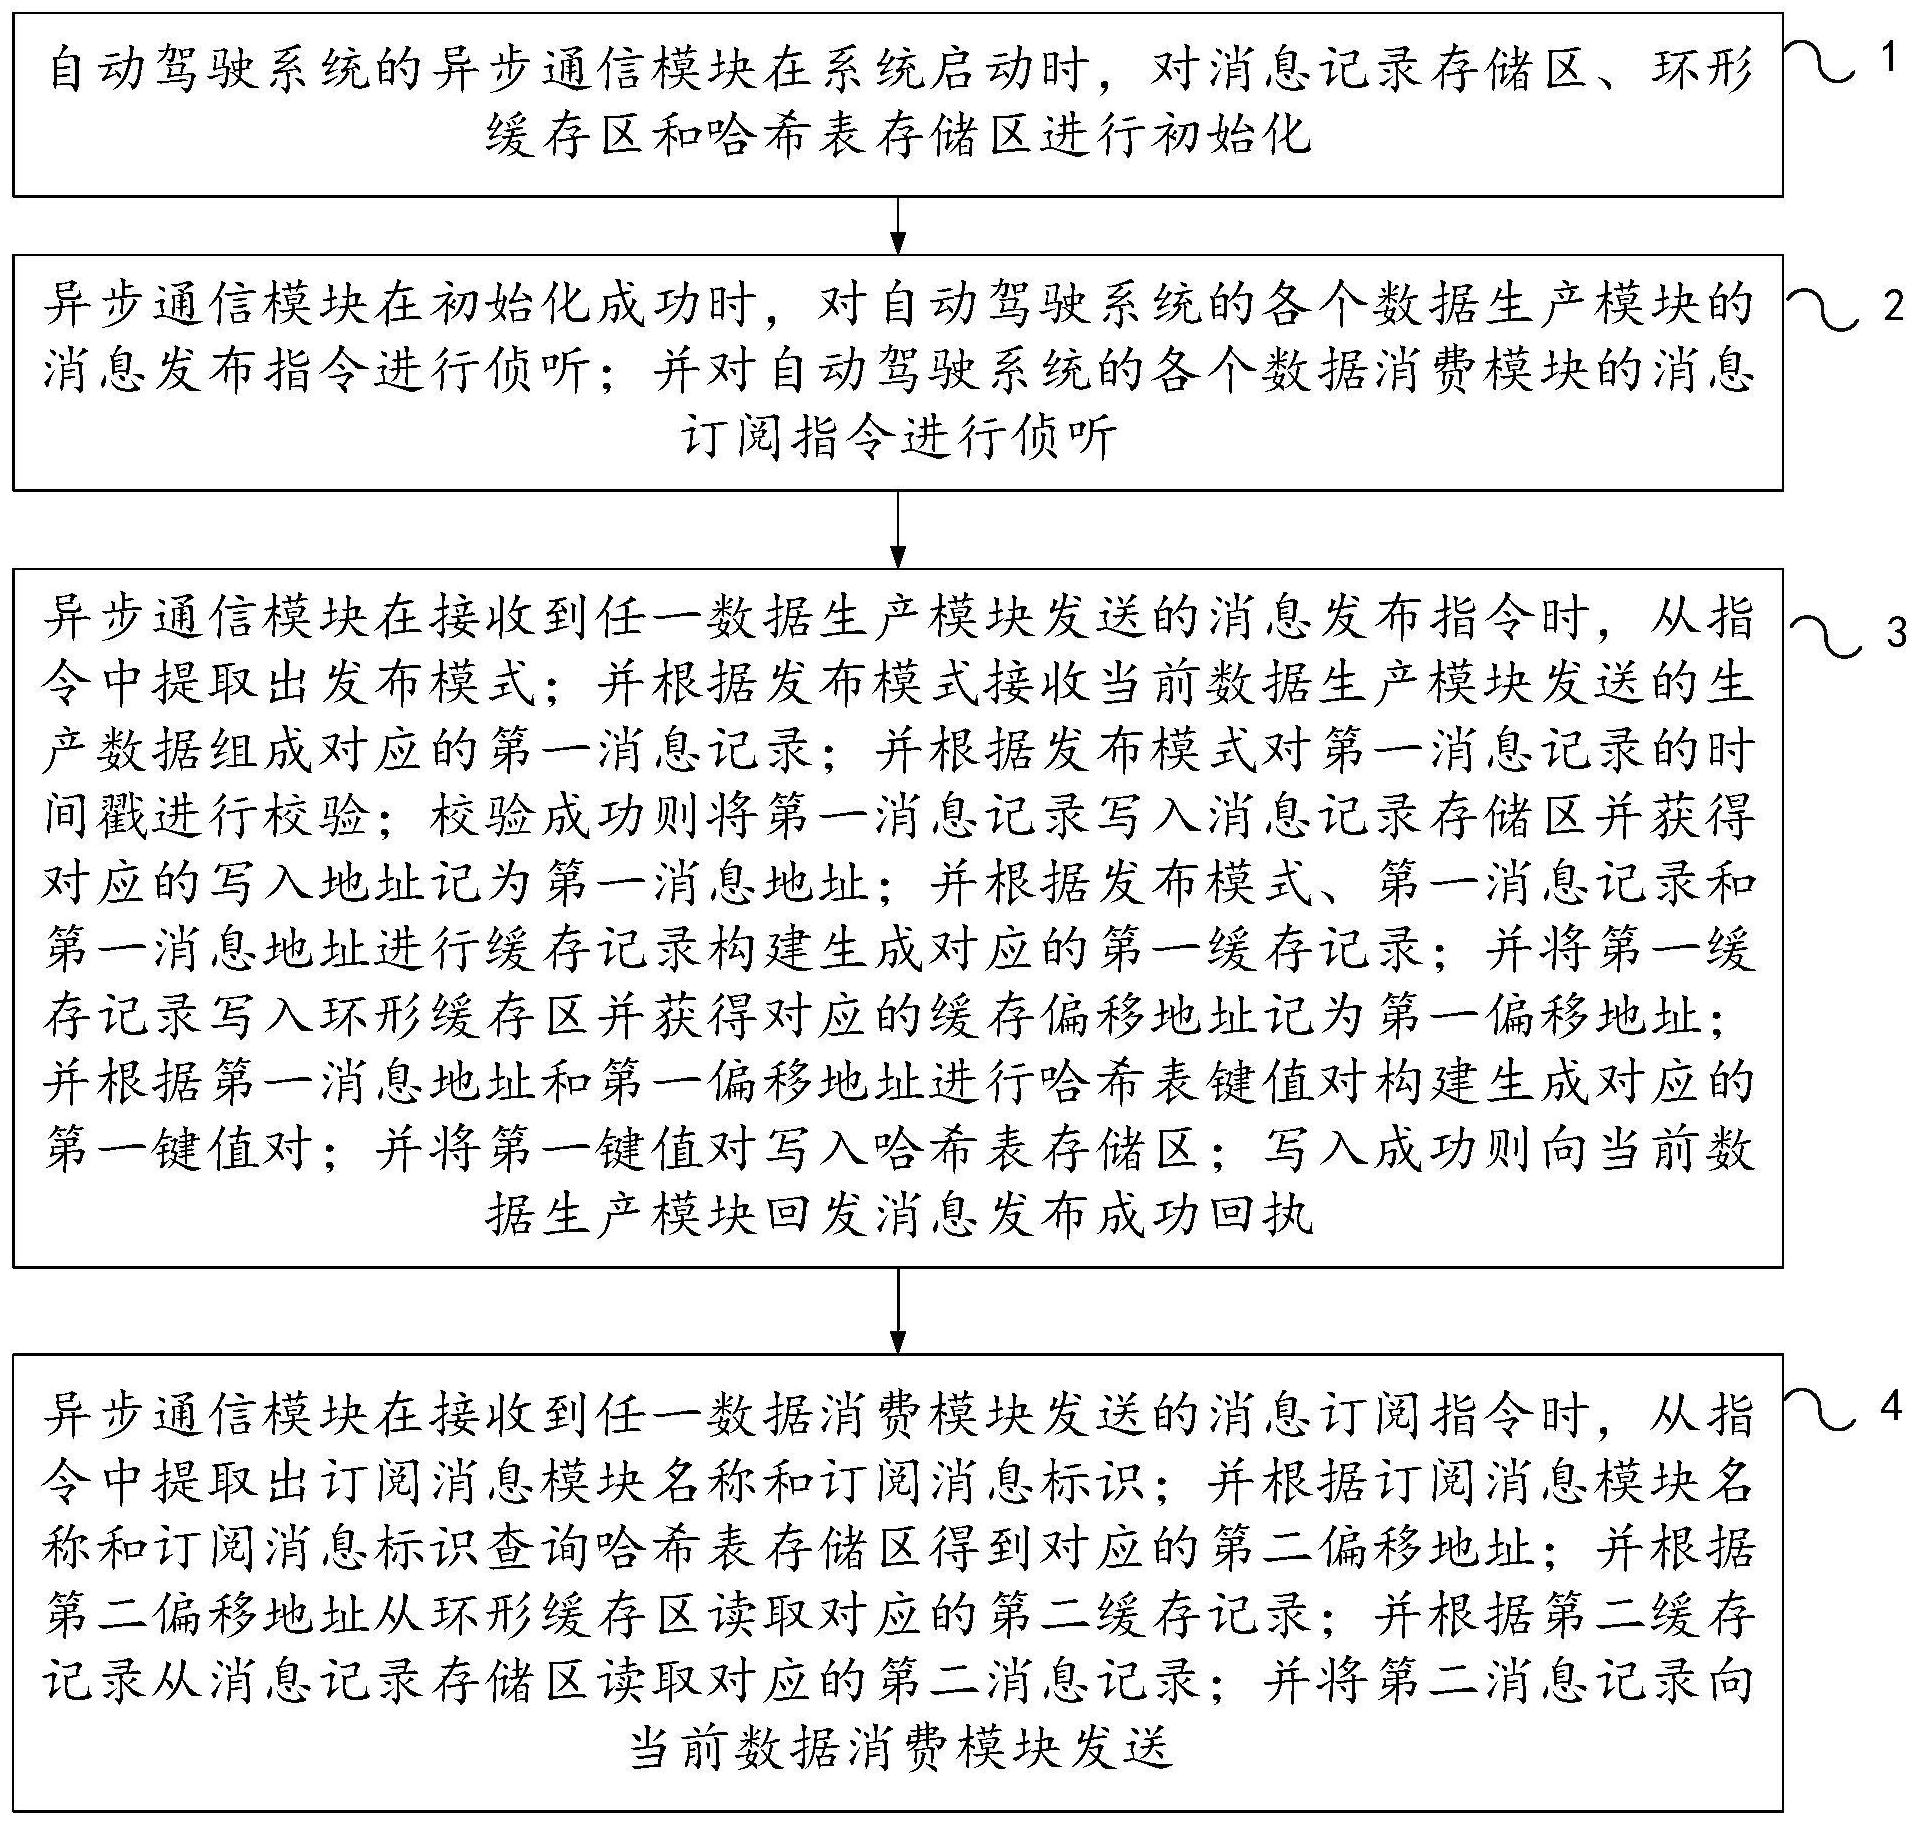 自动驾驶系统的异步通信模块在系统启动时，对消息记录存储区、环形
缓存区和哈希表存储区进行初始化
1
异步通信模块在初始化成功时，对自动驾驶系统的各个数据生产模块的
消息发布指令进行侦听；并对自动驾驶系统的各个数据消费模块的消息
订阅指令进行侦听
2
异步通信模块在接收到任一数据生产模块发送的消息发布指令时，从指
令中提取出发布模式；并根据发布模式接收当前数据生产模块发送的生
产数据组成对应的第一消息记录；并根据发布模式对第一消息记录的时
间戳进行校验；校验成功则将第一消息记录写入消息记录存储区并获得
对应的写入地址记为第一消息地址；并根据发布模式、第一消息记录和
第一消息地址进行缓存记录构建生成对应的第一缓存记录；并将第一缓
存记录写入环形缓存区并获得对应的缓存偏移地址记为第一偏移地址；
并根据第一消息地址和第一偏移地址进行哈希表键值对构建生成对应的
第一键值对；并将第一键值对写入哈希表存储区；写入成功则向当前数
据生产模块回发消息发布成功回执
3
异步通信模块在接收到任一数据消费模块发送的消息订阅指令时，从指
令中提取出订阅消息模块名称和订阅消息标识；并根据订阅消息模块名
称和订阅消息标识查询哈希表存储区得到对应的第二偏移地址；并根据
第二偏移地址从环形缓存区读取对应的第二缓存记录；并根据第二缓存
记录从消息记录存储区读取对应的第二消息记录；并将第二消息记录向
当前数据消费模块发送
4